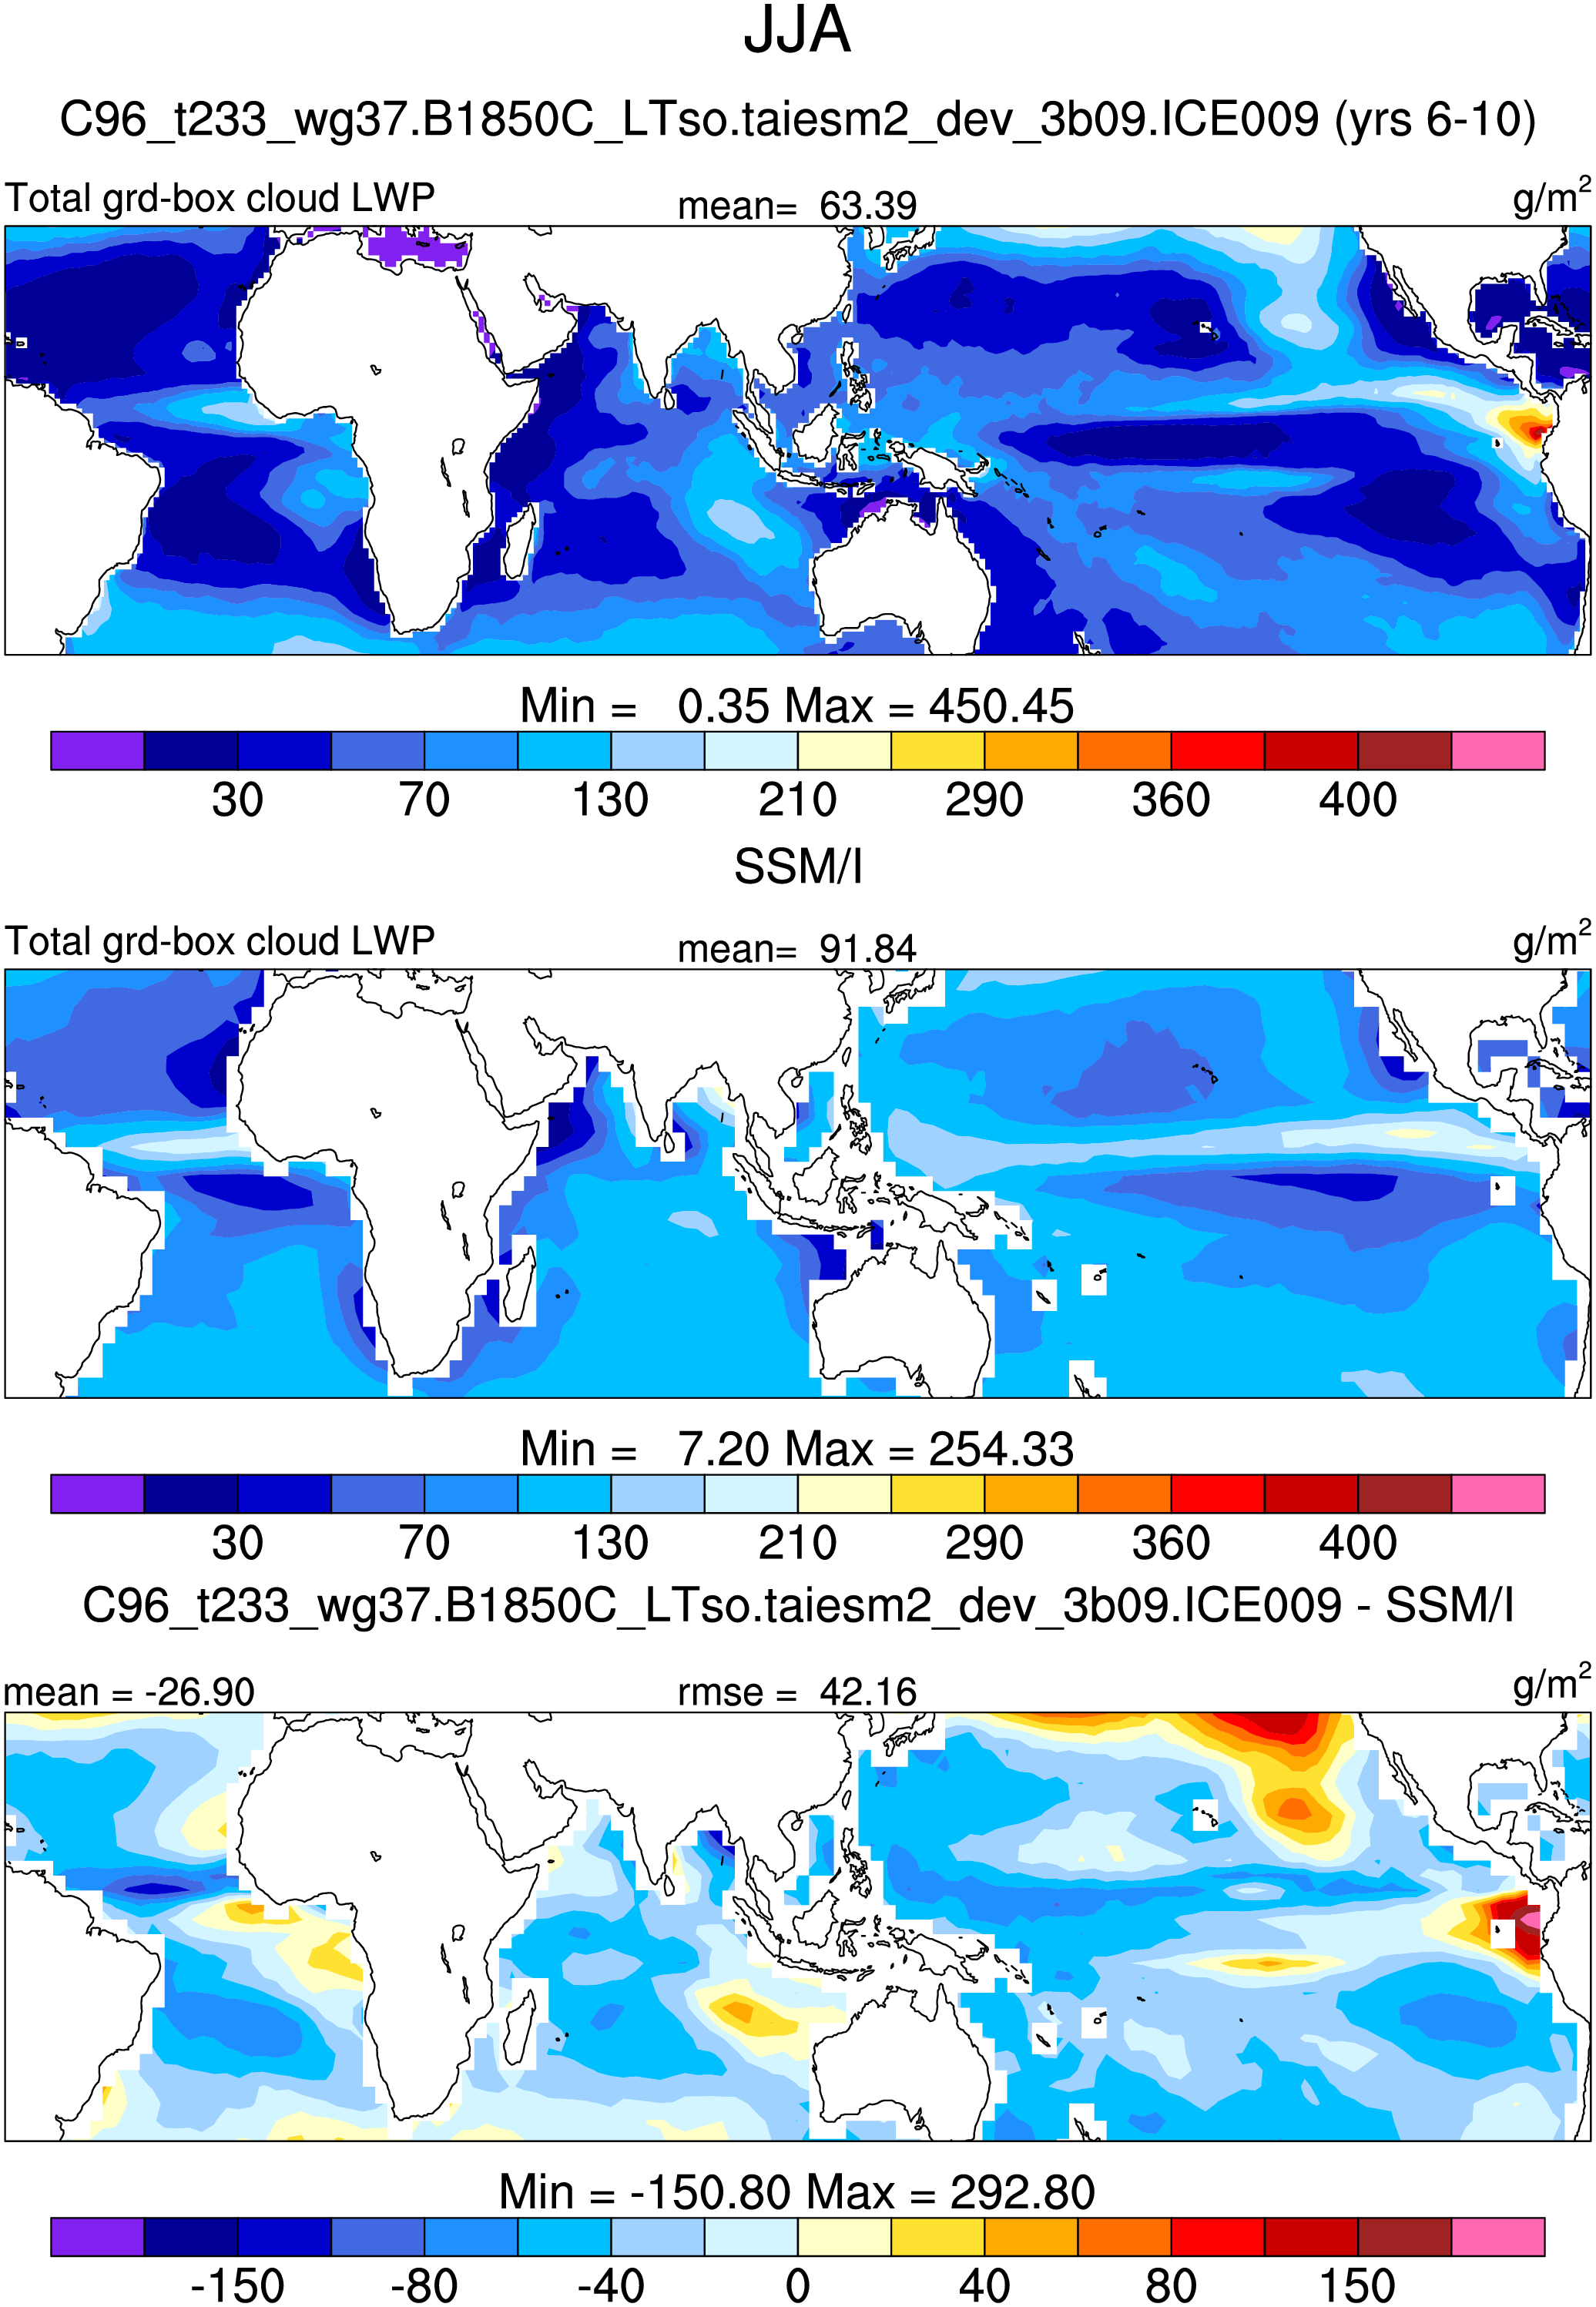 JJA
C96_t233_wg37.B1850C_LTso.taiesm2_dev_3b09.ICE009 (yrs 6-10)
Total grd-box cloud LWP mean= 63.39 g/m²
Min = 0.35 Max = 450.45
30 70 130 210 290 360 400
SSM/I
Total grd-box cloud LWP mean= 91.84 g/m²
Min = 7.20 Max = 254.33
30 70 130 210 290 360 400
C96_t233_wg37.B1850C_LTso.taiesm2_dev_3b09.ICE009 - SSM/I
mean = -26.90 rmse = 42.16 g/m²
Min = -150.80 Max = 292.80
-150 -80 -40 0 40 80 150